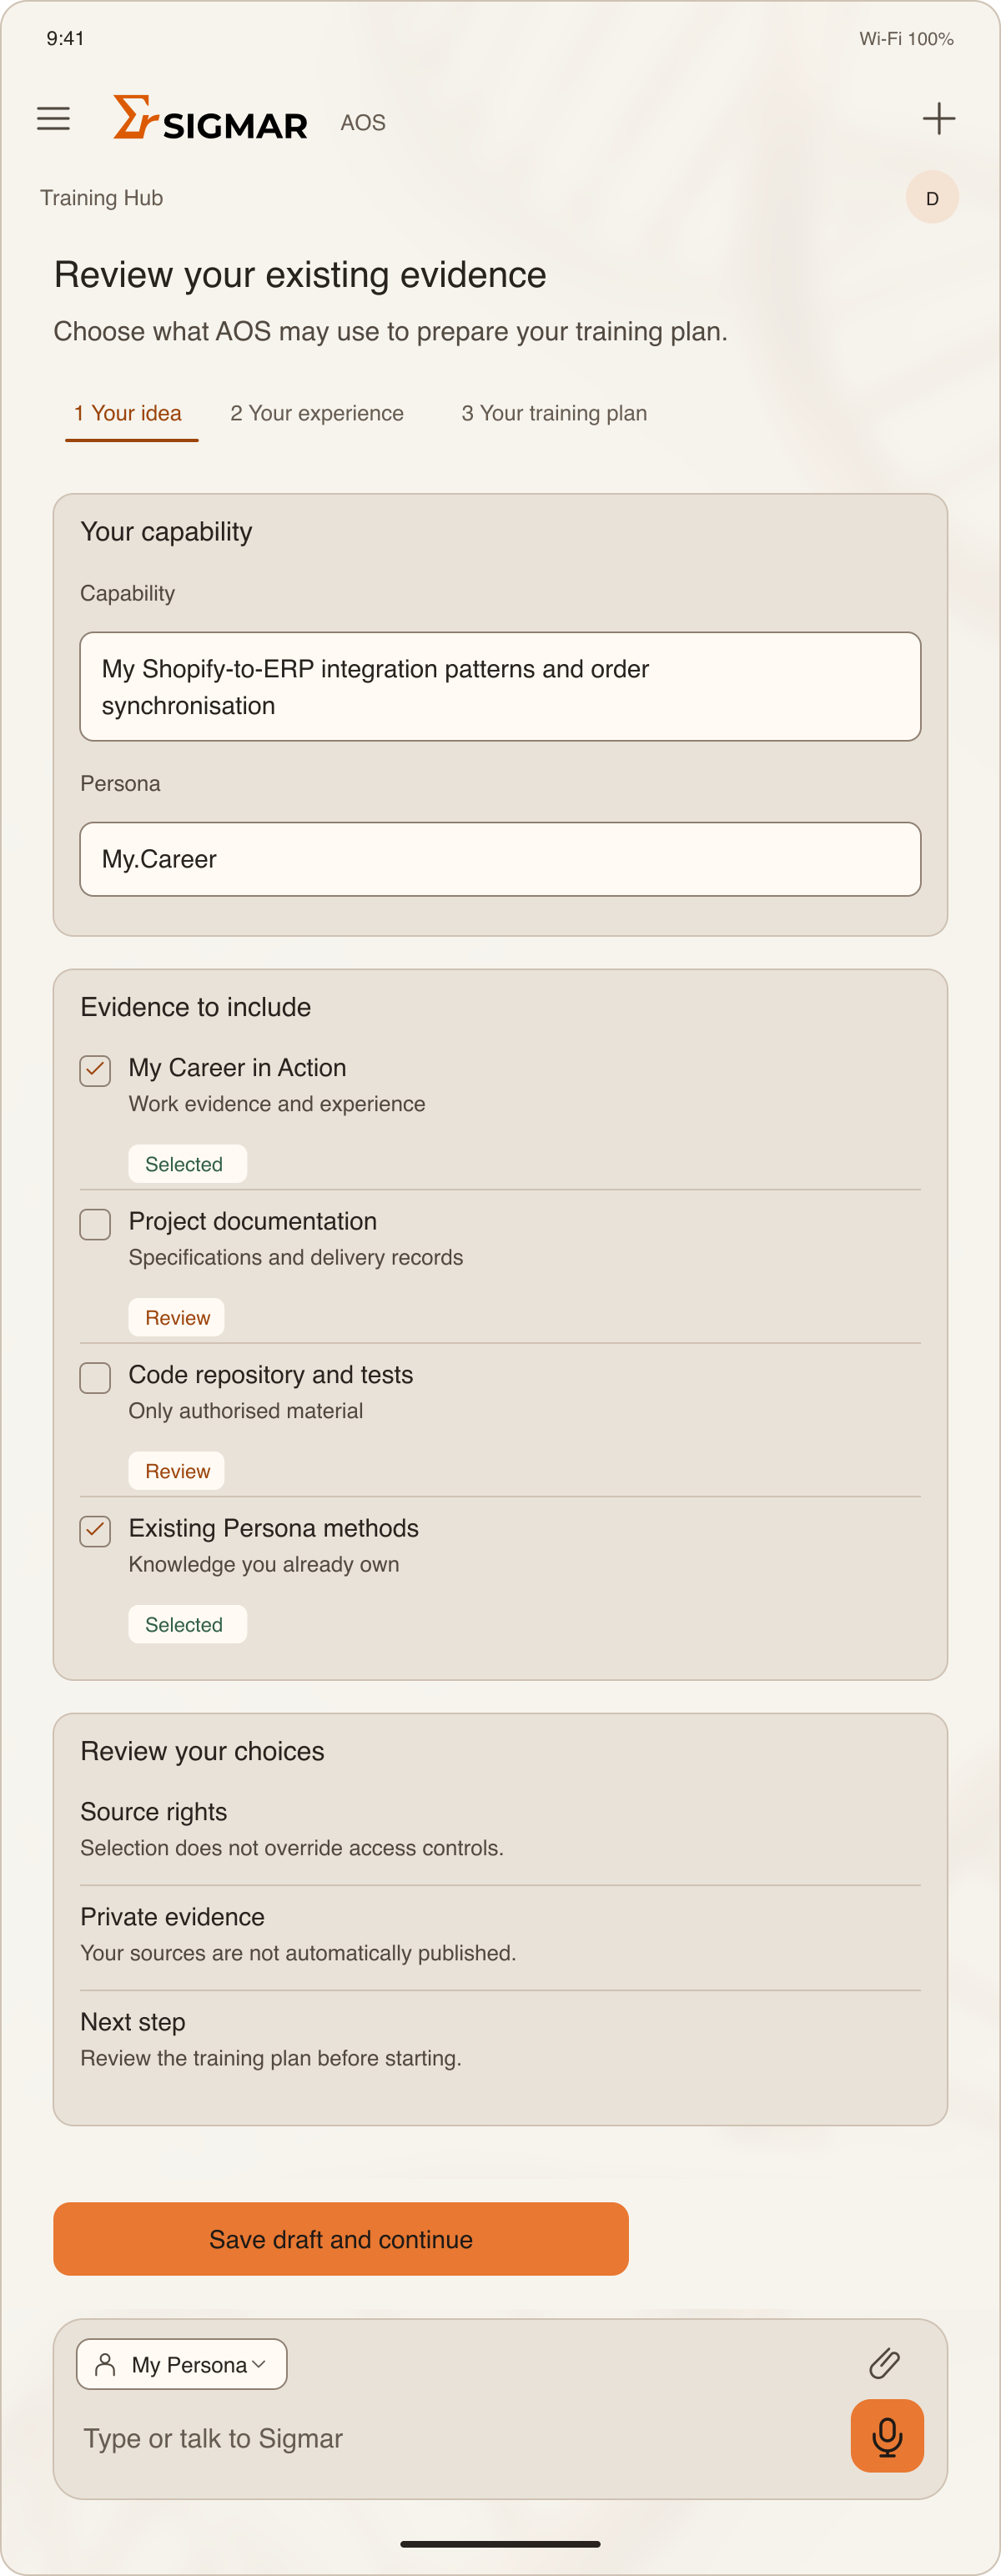 9:41
Wi-Fi 100%
SIGMAR
AOS
Training Hub
D
Review your existing evidence
Choose what AOS may use to prepare your training plan.
1 Your idea
2 Your experience
3 Your training plan
Your capability
Capability
My Shopify-to-ERP integration patterns and order
synchronisation
Persona
My.Career
Evidence to include
My Career in Action
Work evidence and experience
Selected
Project documentation
Specifications and delivery records
Review
Code repository and tests
Only authorised material
Review
Existing Persona methods
Knowledge you already own
Selected
Review your choices
Source rights
Selection does not override access controls.
Private evidence
Your sources are not automatically published.
Next step
Review the training plan before starting.
Save draft and continue
My Persona
Type or talk to Sigmar